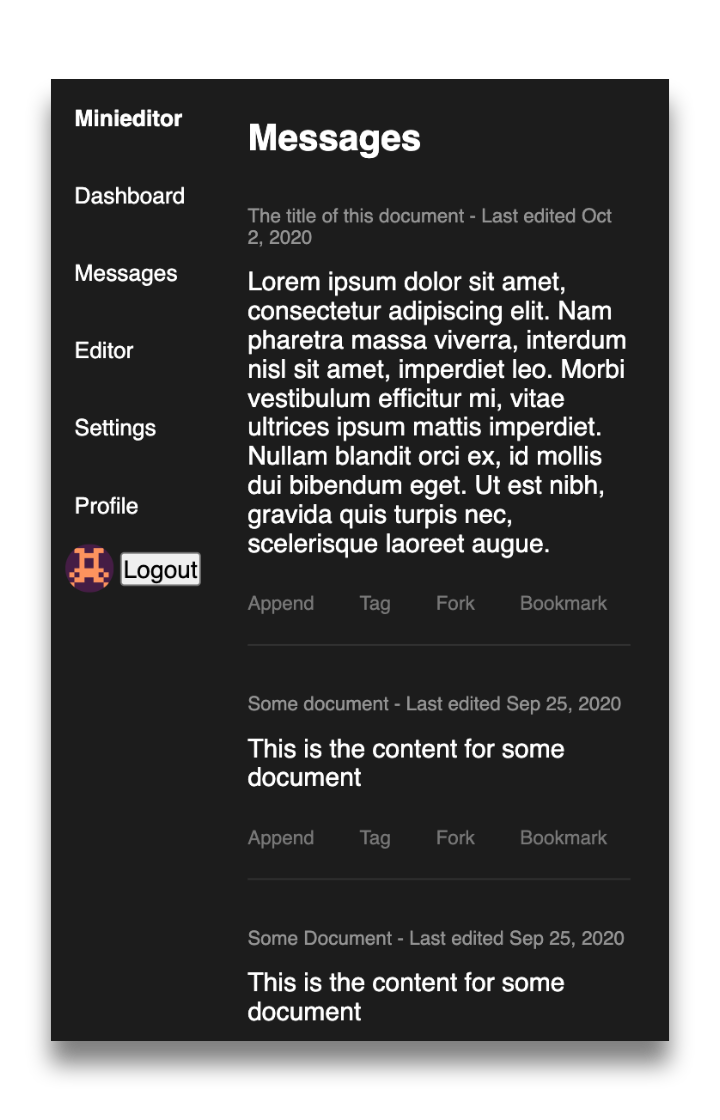 Minieditor
Dashboard
Messages
Editor
Settings
Profile
Logout
Messages
The title of this document - Last edited Oct
2, 2020
Lorem ipsum dolor sit amet,
consectetur adipiscing elit. Nam
pharetra massa viverra, interdum
nisl sit amet, imperdiet leo. Morbi
vestibulum efficitur mi, vitae
ultrices ipsum mattis imperdiet.
Nullam blandit orci ex, id mollis
dui bibendum eget. Ut est nibh,
gravida quis turpis nec,
scelerisque laoreet augue.
Append Tag Fork Bookmark
Some document - Last edited Sep 25, 2020
This is the content for some
document
Append Tag Fork Bookmark
Some Document - Last edited Sep 25, 2020
This is the content for some
document